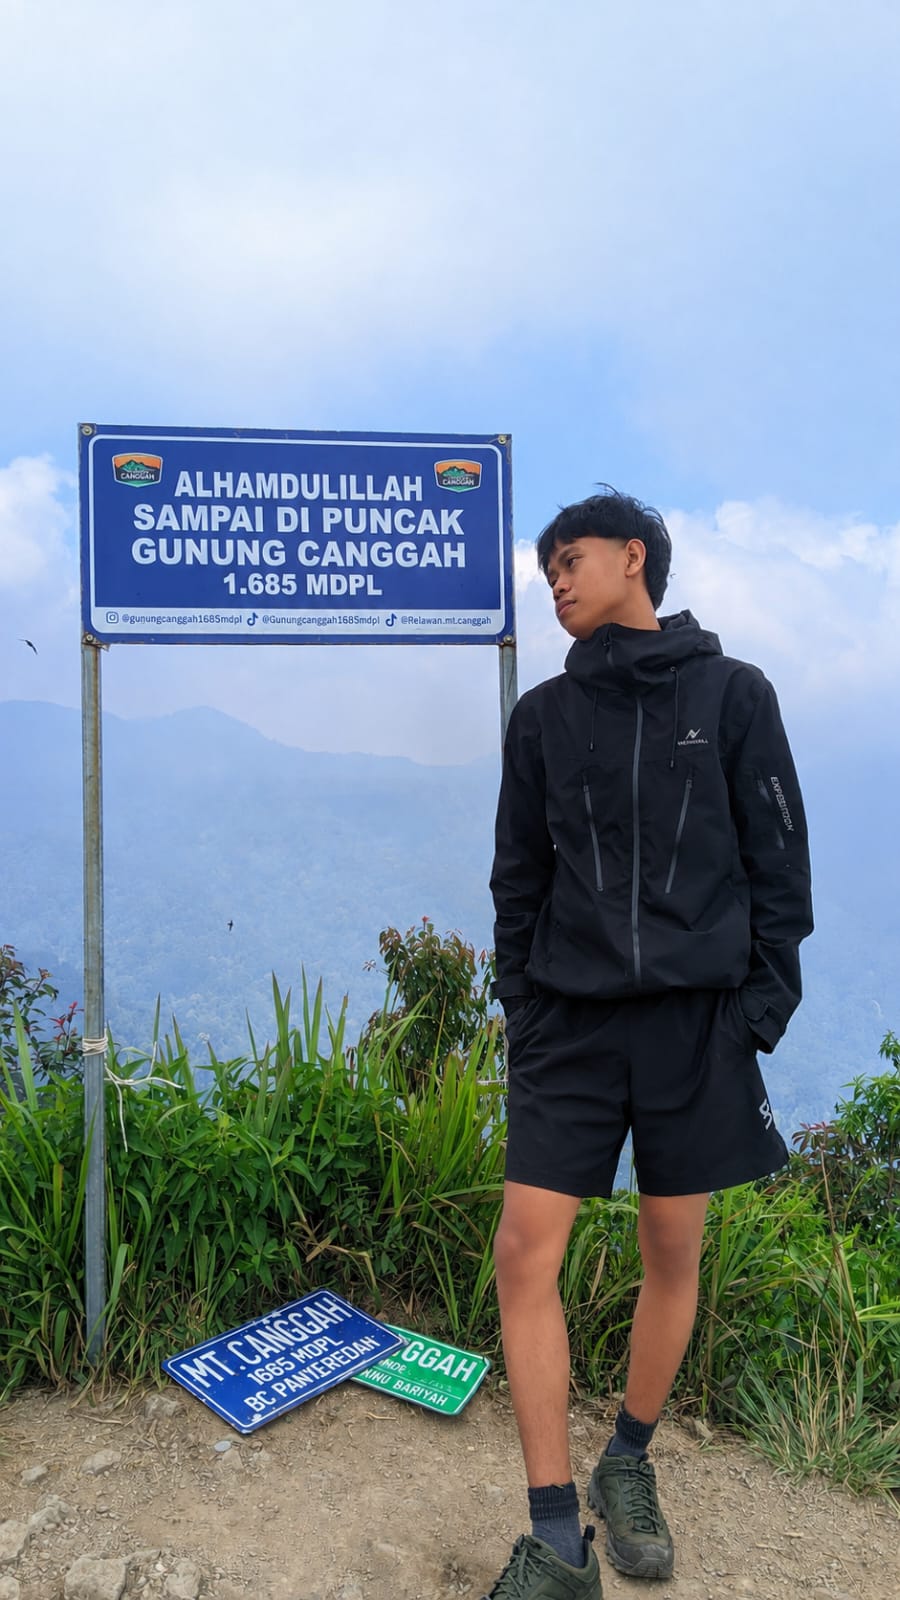 ALHAMDULILLAH
SAMPAI DI PUNCAK
GUNUNG CANGGAH
1.685 MDPL
@gunungcanggah1685mdpl @Gunungcanggah1685mdpl @Relawan.mt.canggah
CANGGAH
CANGGAH
EXPEDITION
MT.CANGGAH
1665 MDPL
BC PANYEREDAN
GGAH
BARIYAH